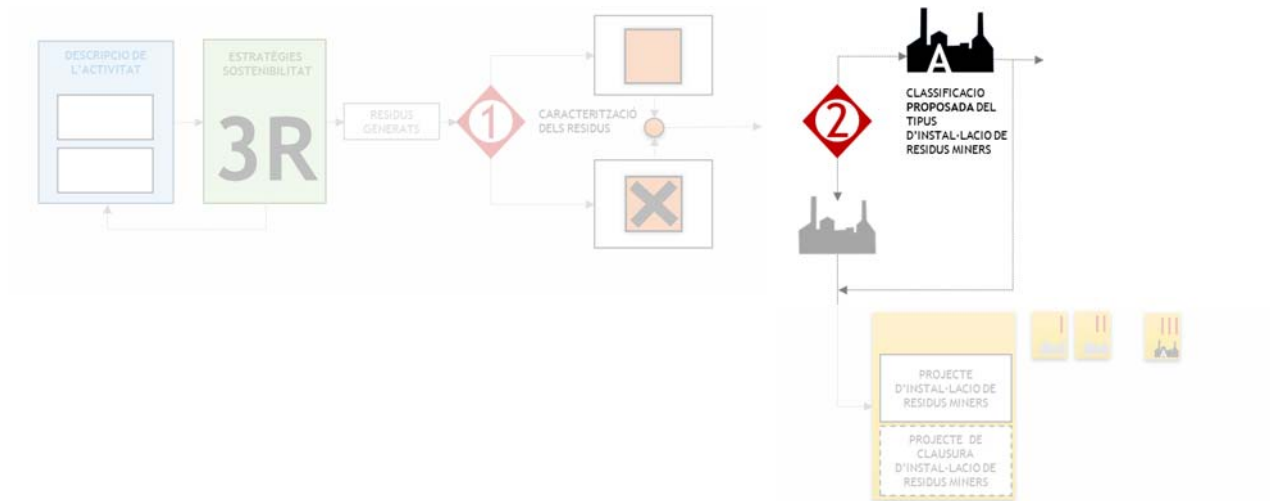 DESCRIPCIO DE
L'ACTIVITAT
ESTRATÈGIES
SOSTENIBILITAT
3R
RESIDUS
GENERATS
1
CARACTERITZACIÓ
DELS RESIDUS
2
A
CLASSIFICACIO
PROPOSADA DEL
TIPUS
D'INSTAL·LACIO DE
RESIDUS MINERS
PROJECTE
D'INSTAL·LACIO DE
RESIDUS MINERS
PROJECTE DE
CLAUSURA
D'INSTAL·LACIO DE
RESIDUS MINERS
I
II
III
A